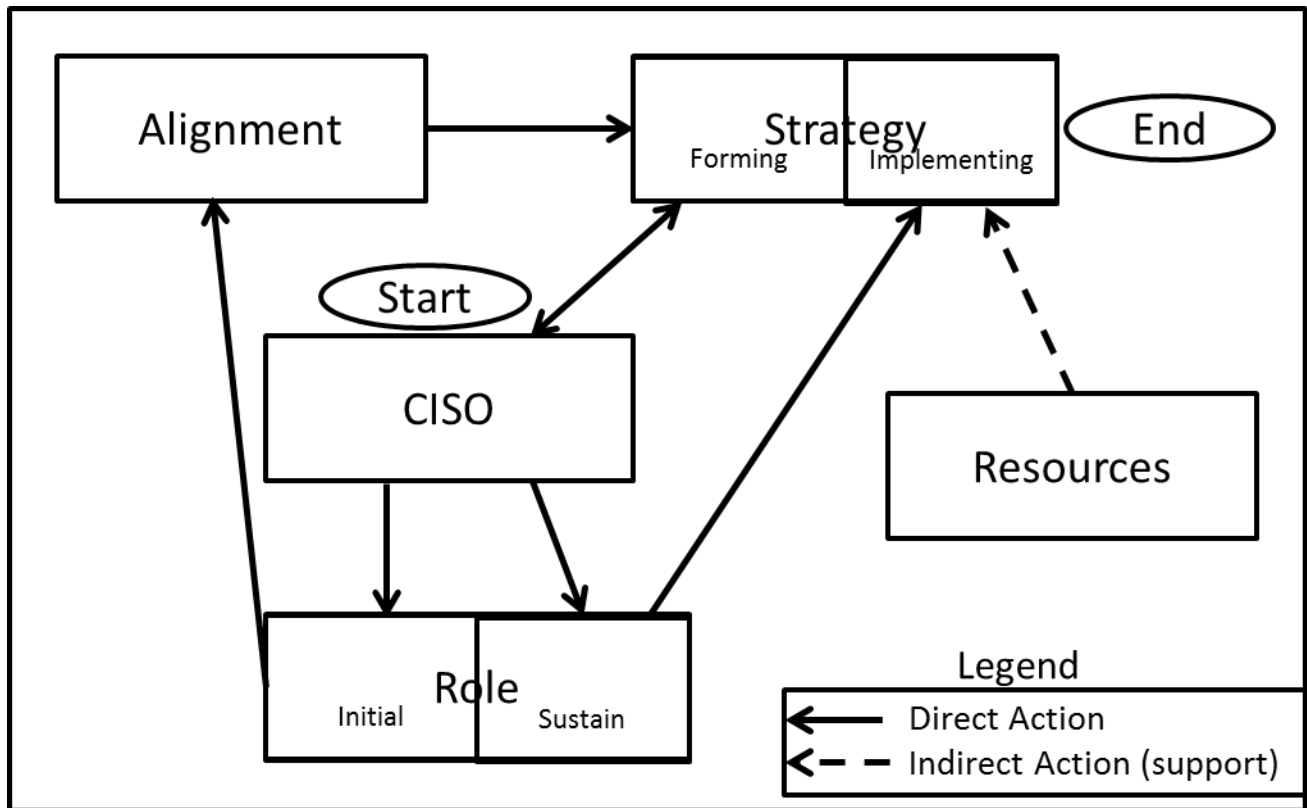 Alignment
Strategy
Forming
Implementing
End
Start
CISO
Resources
Role
Initial
Sustain
Legend
Direct Action
Indirect Action (support)